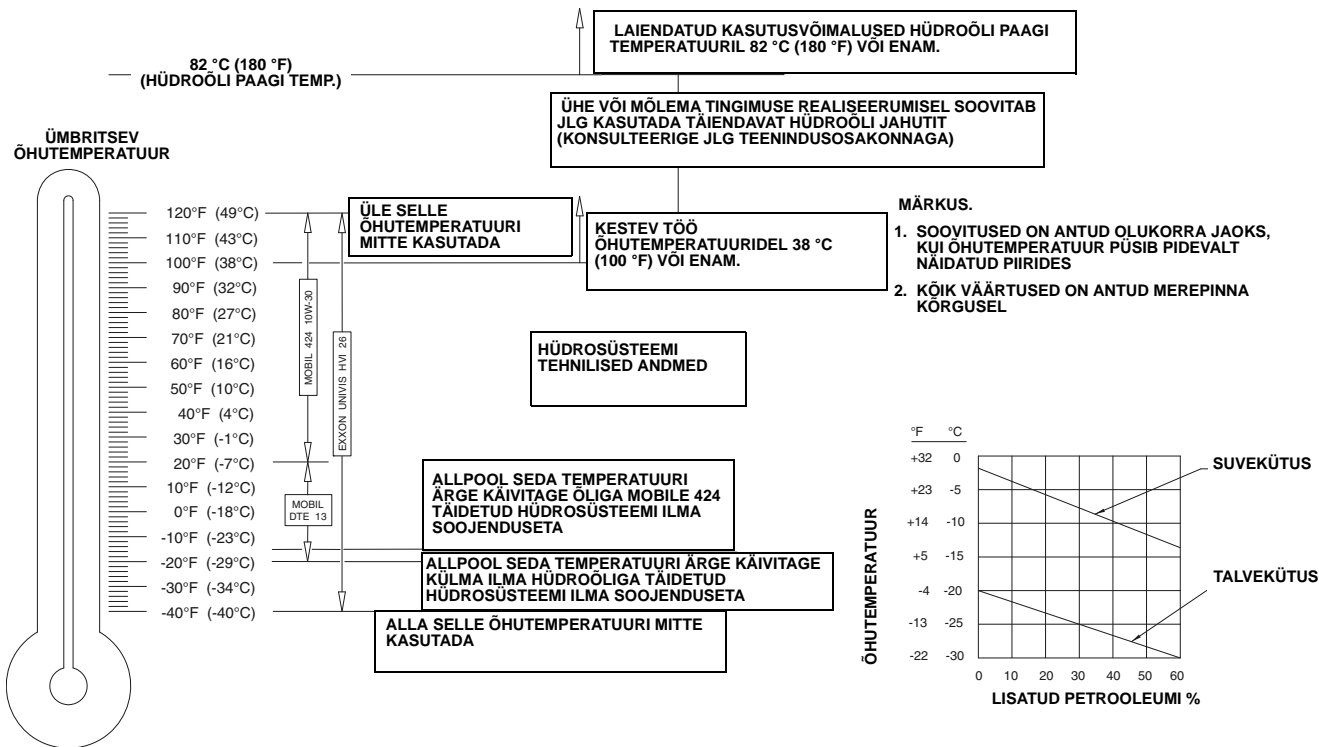 LAIENDATUD KASUTUSVÕIMALUSED HÜDROÕLI PAAGI
TEMPERATUURIL 82 °C (180 °F) VÕI ENAM.
82 °C (180 °F)
(HÜDROÕLI PAAGI TEMP.)
ÜHE VÕI MÕLEMA TINGIMUSE REALISEERUMISEL SOOVITAB
JLG KASUTADA TÄIENDAVAT HÜDROÕLI JAHUTIT
(KONSULTEERIGE JLG TEENINDUSOSAKONNAGA)
ÜMBRITSEV
ÕHUTEMPERATUUR
120°F (49°C)
110°F (43°C)
100°F (38°C)
90°F (32°C)
80°F (27°C)
70°F (21°C)
60°F (16°C)
50°F (10°C)
40°F (4°C)
30°F (-1°C)
20°F (-7°C)
10°F (-12°C)
0°F (-18°C)
-10°F (-23°C)
-20°F (-29°C)
-30°F (-34°C)
-40°F (-40°C)
MOBIL 424 10W-30
EXXON UNIVIS HVI 26
MOBIL
DTE 13
ÜLE SELLE
ÕHUTEMPERATUURI
MITTE KASUTADA
KESTEV TÖÖ
ÕHUTEMPERATUURIDEL 38 °C
(100 °F) VÕI ENAM.
MÄRKUS.
1. SOOVITUSED ON ANTUD OLUKORRA JAOKS,
KUI ÕHUTEMPERATUUR PÜSIB PIDEVALT
NÄIDATUD PIIRIDES
2. KÕIK VÄÄRTUSED ON ANTUD MEREPINNA
KÕRGUSEL
HÜDROSÜSTEEMI
TEHNILISED ANDMED
ALLPOOL SEDA TEMPERATUURI
ÄRGE KÄIVITAGE ÕLIGA MOBILE 424
TÄIDETUD HÜDROSÜSTEEMI ILMA
SOOJENDUSETA
ALLPOOL SEDA TEMPERATUURI ÄRGE KÄIVITAGE
KÜLMA ILMA HÜDROÕLIGA TÄIDETUD
HÜDROSÜSTEEMI ILMA SOOJENDUSETA
ALLA SELLE ÕHUTEMPERATUURI MITTE
KASUTADA
°F °C
+32 0
+23 -5
+14 -10
+5 -15
-4 -20
-13 -25
-22 -30
ÕHUTEMPERATUUR
SUVEKÜTUS
TALVEKÜTUS
0 10 20 30 40 50 60
LISATUD PETROOLEUMI %